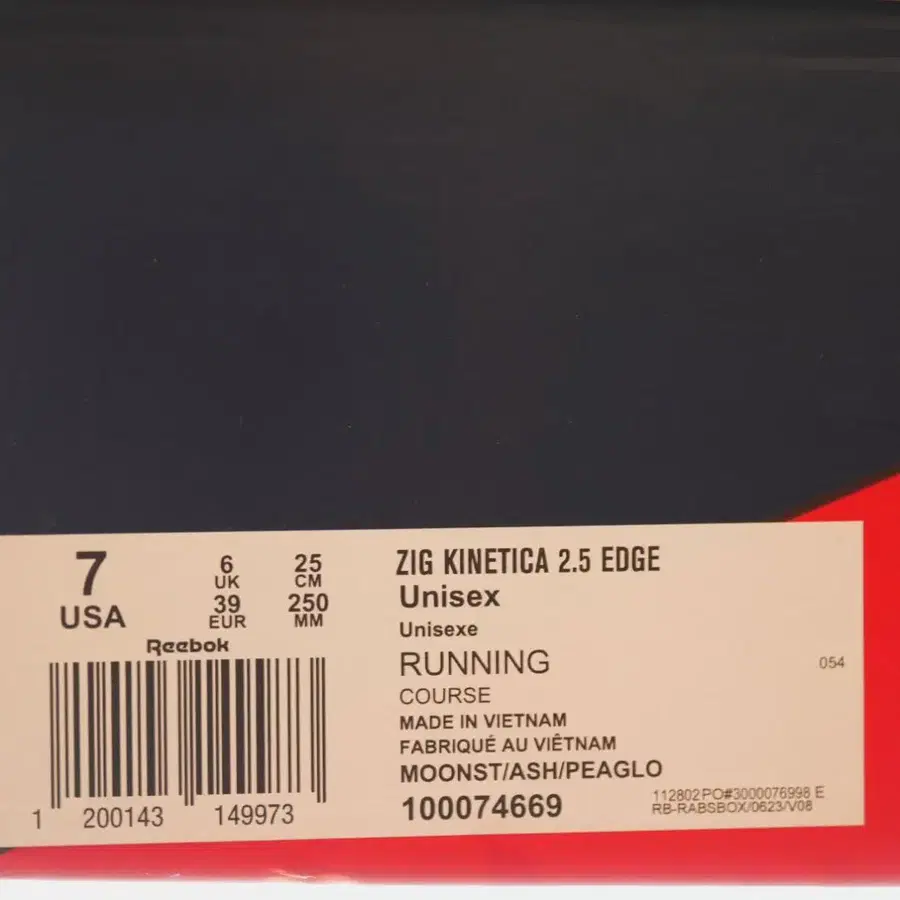 7
USA
6
UK
39
EUR
25
CM
250
MM
Reebok
1 200143 149973
ZIG KINETICA 2.5 EDGE
Unisex
Unisexe
RUNNING
COURSE
MADE IN VIETNAM
FABRIQUÉ AU VIÊTNAM
MOONST/ASH/PEAGLO
100074669
054
112802 PO#3000076998 E
RB-RABSBOX/0623/V08